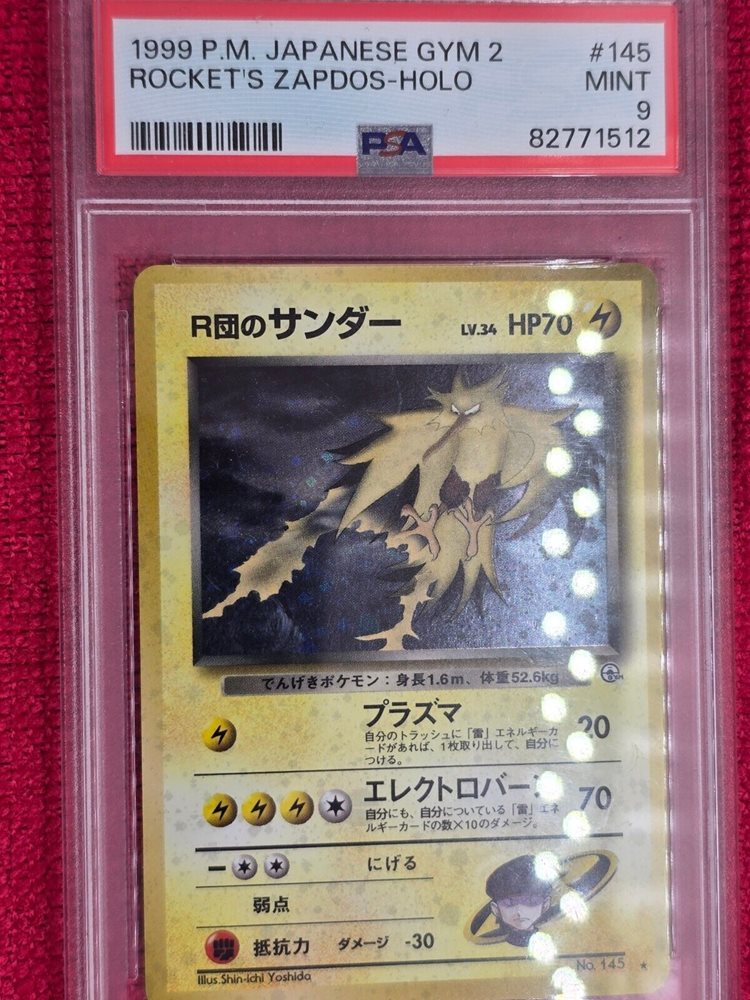 1999 P.M. JAPANESE GYM 2 #145
ROCKET'S ZAPDOS-HOLO MINT
9
PSA 82771512
R団のサンダー LV.34 HP70
でんげきポケモン：身長1.6m、体重52.6kg
プラズマ 20
自分のトラッシュに「雷」エネルギーカ
ードがあれば、1枚取り出して、自分に
つける。
エレクトロバーン 70
自分にも、自分についている「雷」エネ
ルギーカードの数×10のダメージ。
にげる
弱点
抵抗力 ダメージ -30
Illus.Shin-ichi Yoshida No. 145 ★